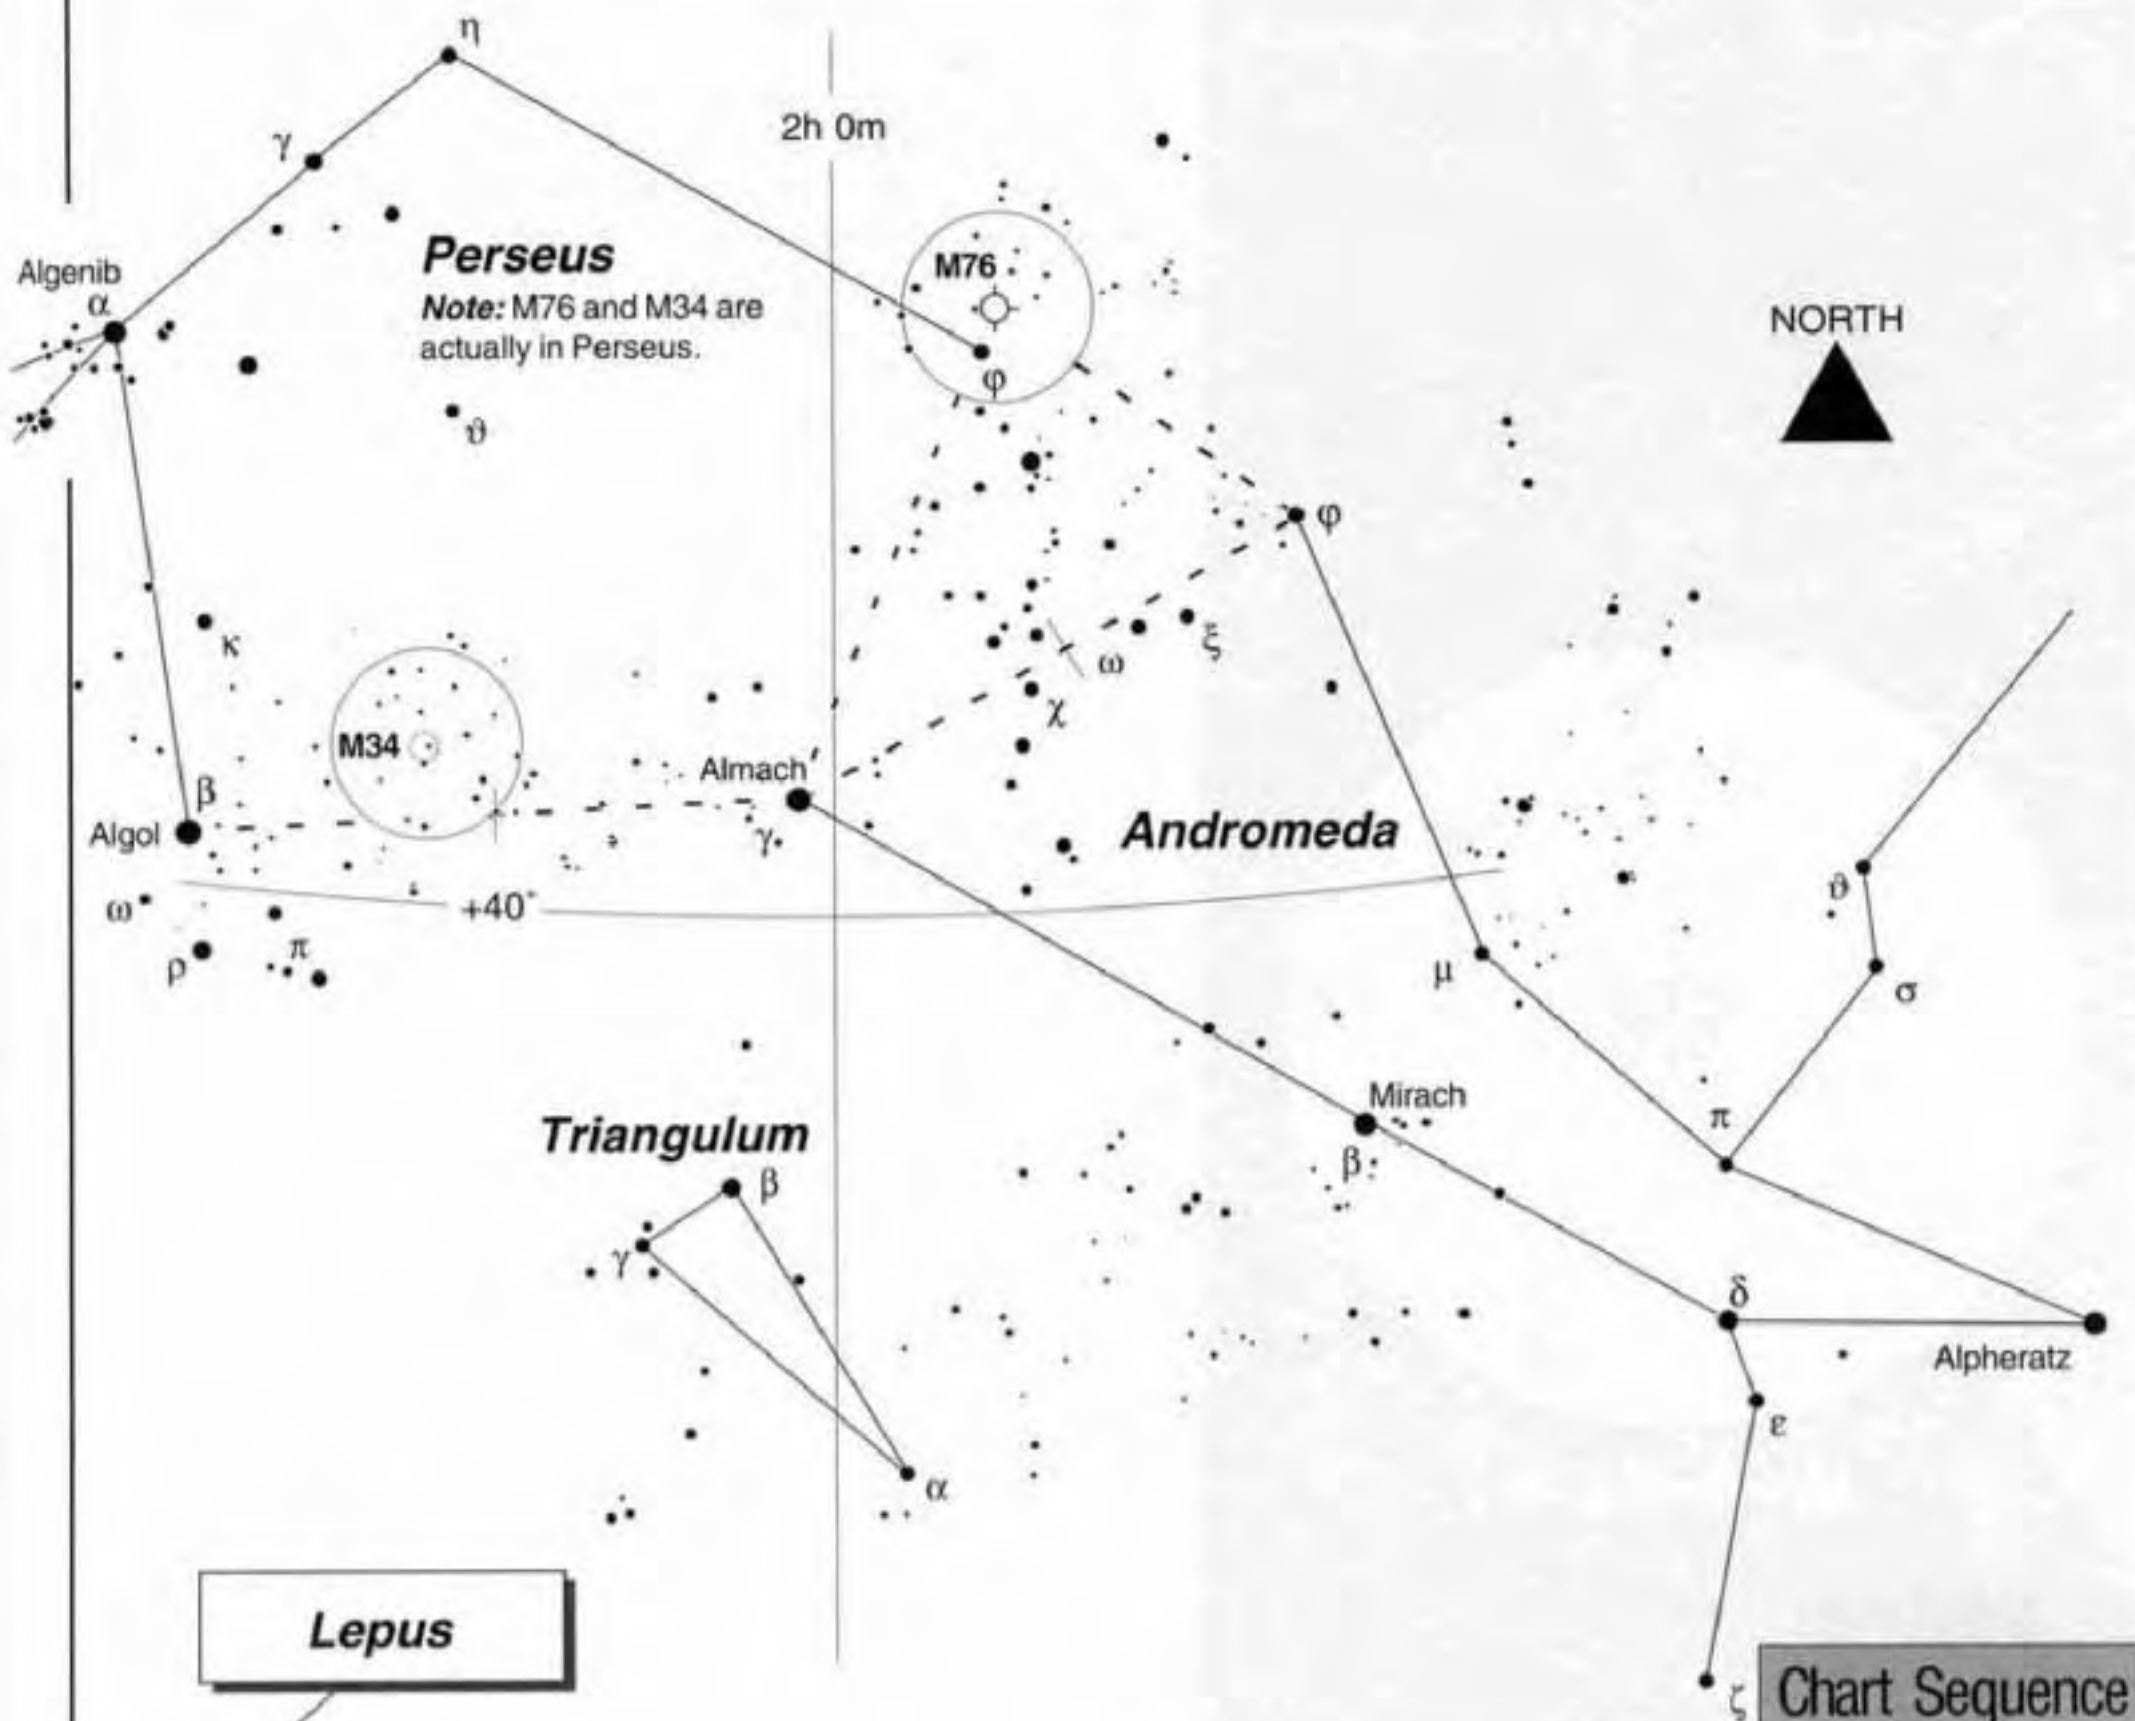 η
2h 0m
γ
Perseus
Note: M76 and M34 are
actually in Perseus.
M76
Algenib
α
NORTH
φ
ϑ
φ
κ
ω
ξ
χ
M34
Almach
β
Algol
γ
Andromeda
ϑ
+40°
ω
π
ρ
μ
σ
Mirach
π
Triangulum
β
β
γ
δ
Alpheratz
ε
α
Lepus
ζ
Chart Sequence